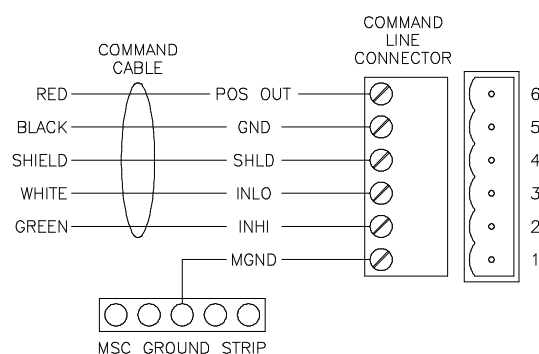 COMMAND
LINE
CONNECTOR
COMMAND
CABLE
RED POS OUT 6
BLACK GND 5
SHIELD SHLD 4
WHITE INLO 3
GREEN INHI 2
MGND 1
MSC GROUND STRIP